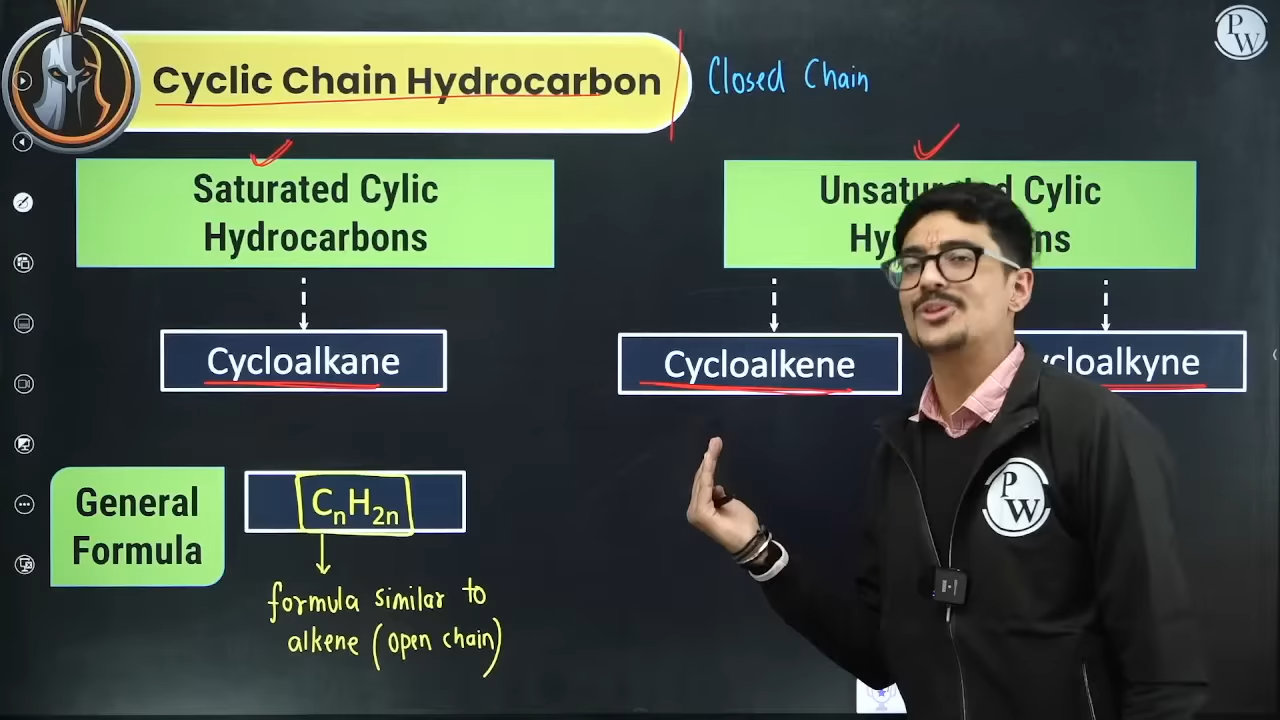 Cyclic Chain Hydrocarbon
Closed Chain
PW
Saturated Cylic
Hydrocarbons
Cylic
Cycloalkane
Cycloalkene
General
Formula
CnH2n
formula similar to
alkene (open chain)
PW